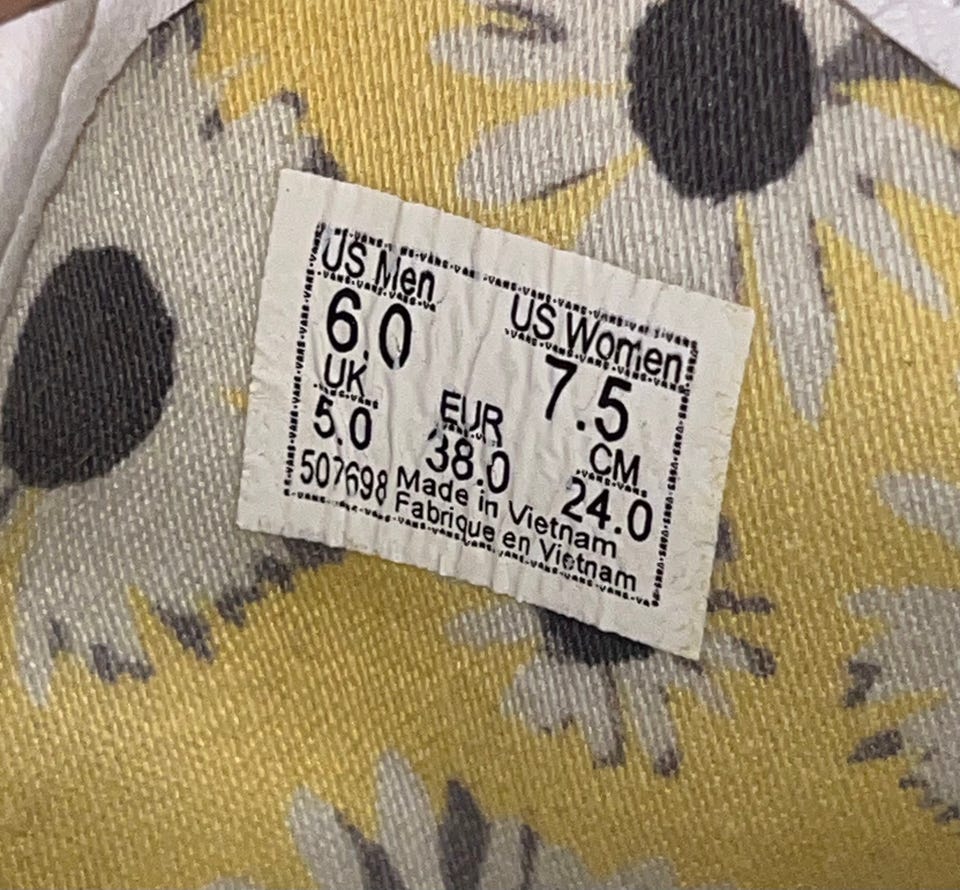 US Men US Women
6.0 7.5
UK EUR CM
5.0 38.0 24.0
507698 Made in Vietnam
Fabrique en Vietnam